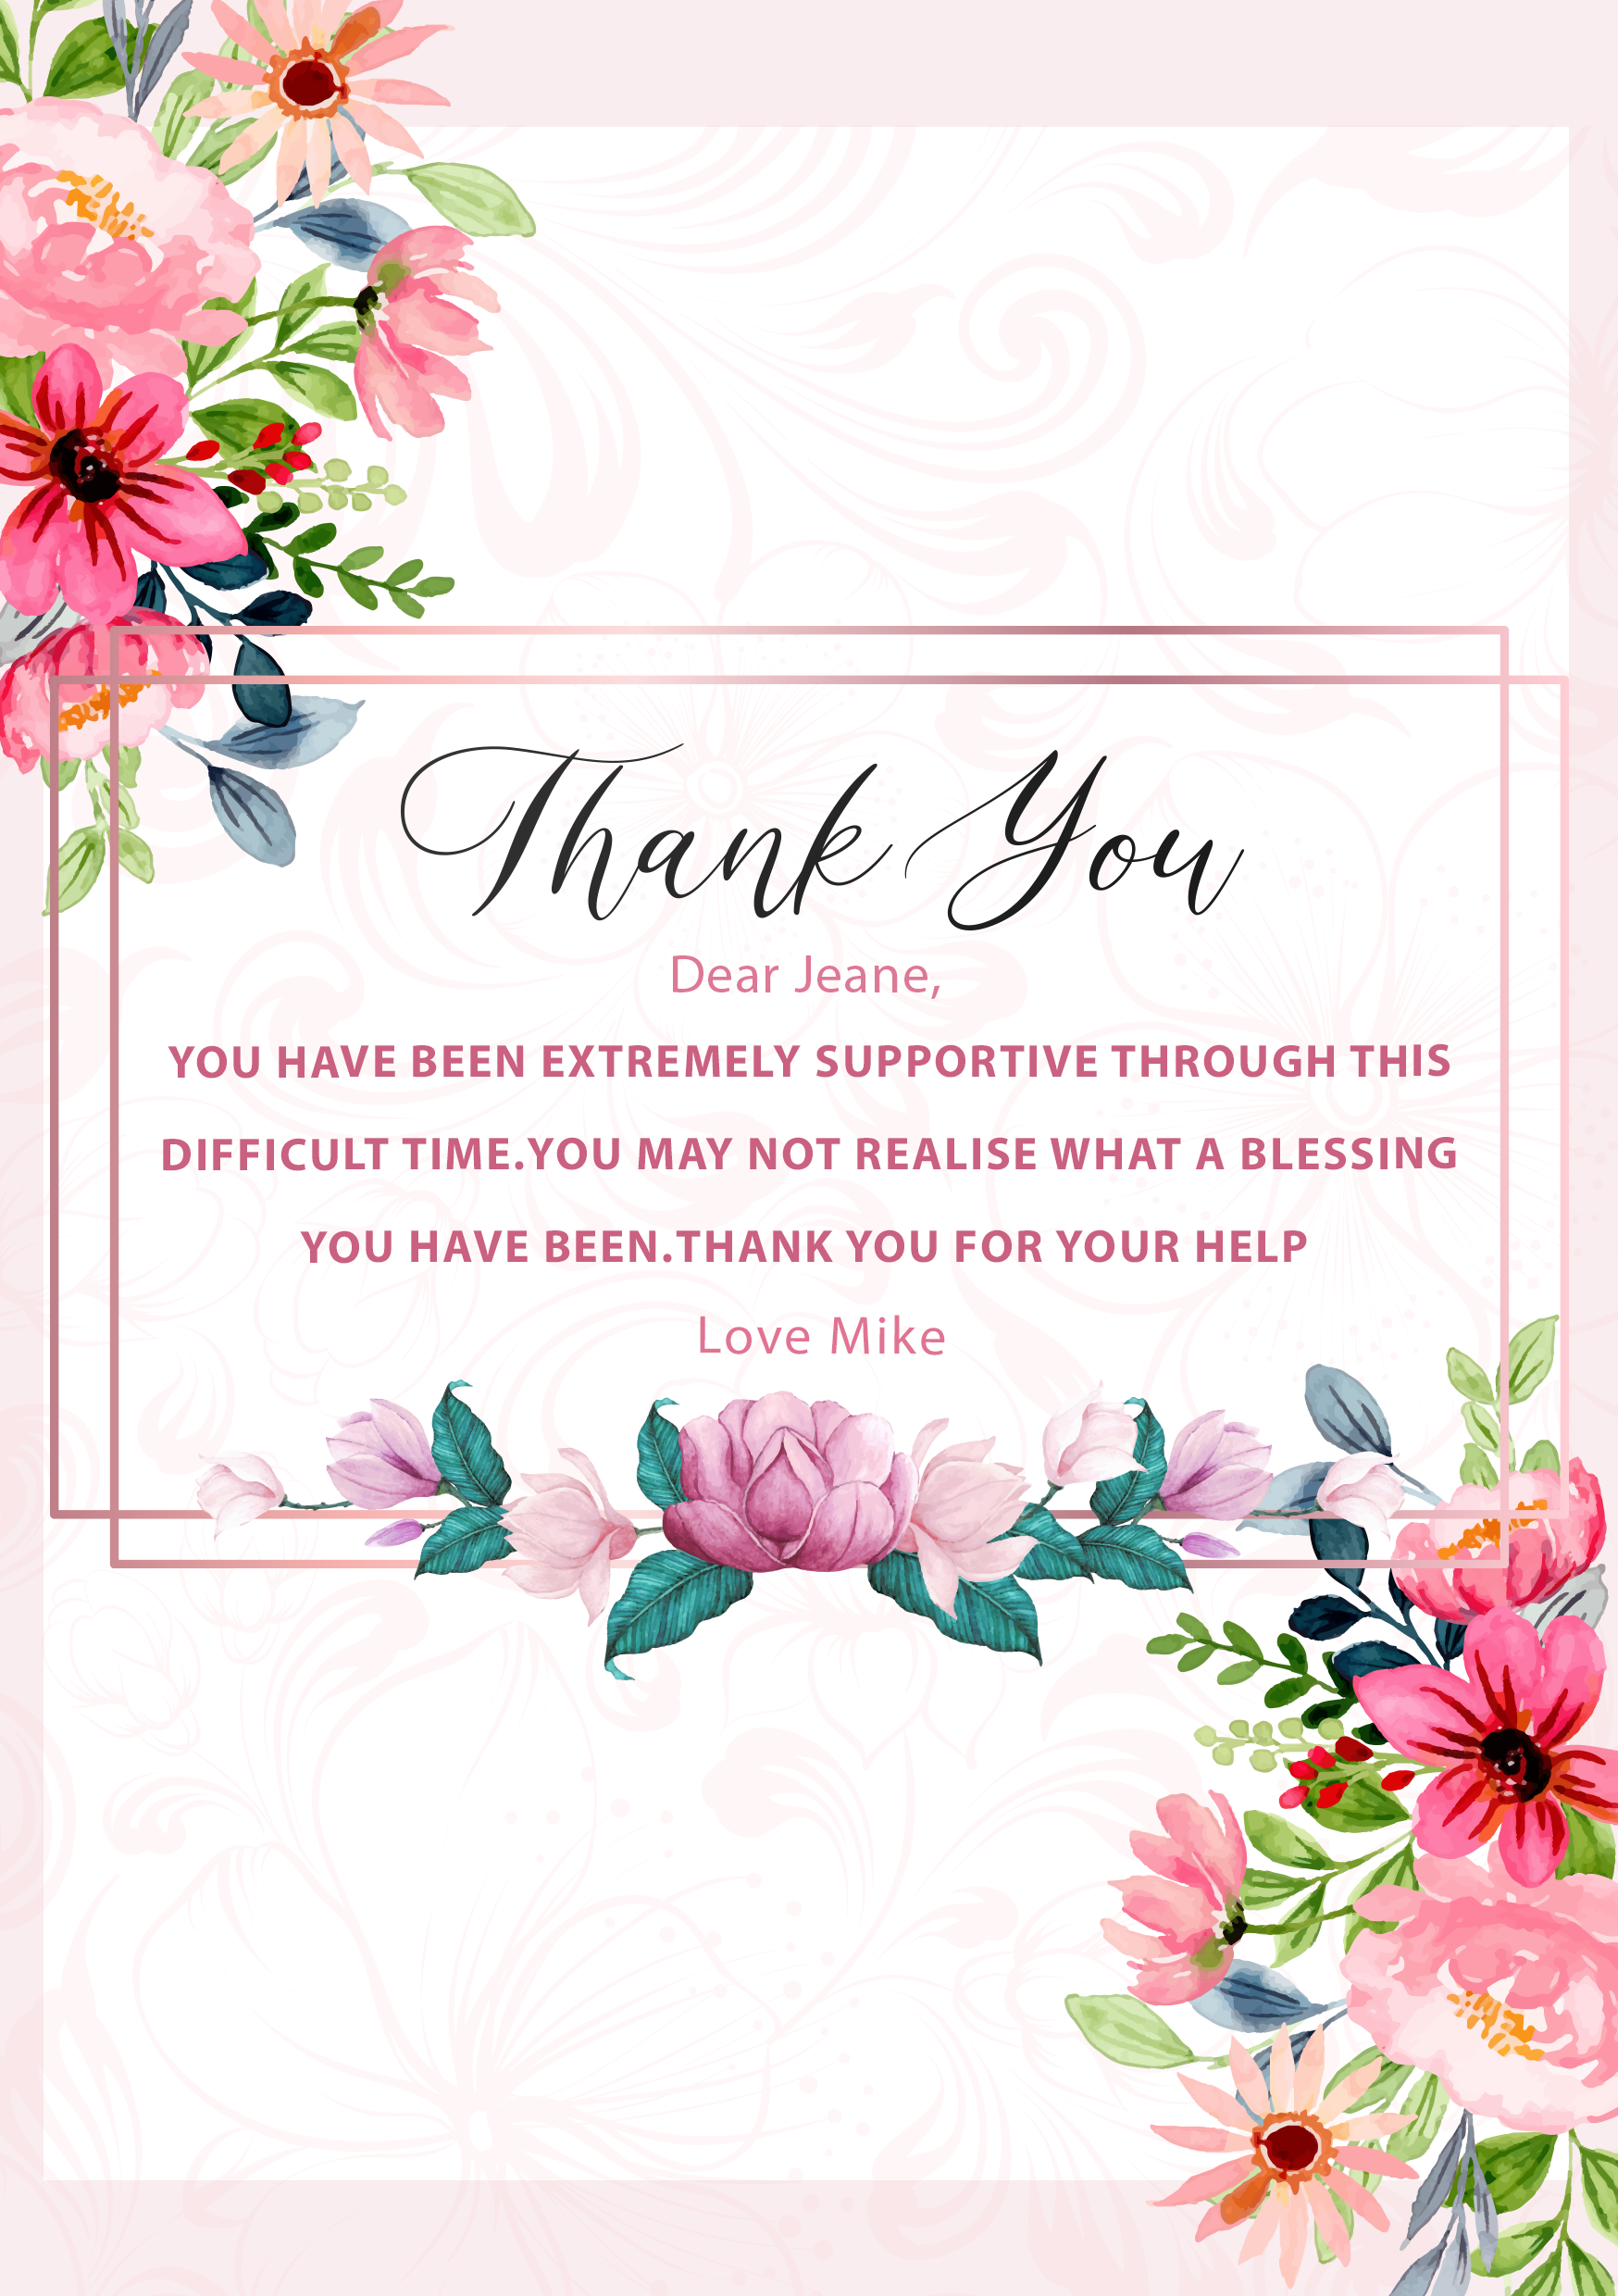 Thank You
Dear Jeane,
YOU HAVE BEEN EXTREMELY SUPPORTIVE THROUGH THIS
DIFFICULT TIME.YOU MAY NOT REALISE WHAT A BLESSING
YOU HAVE BEEN.THANK YOU FOR YOUR HELP
Love Mike